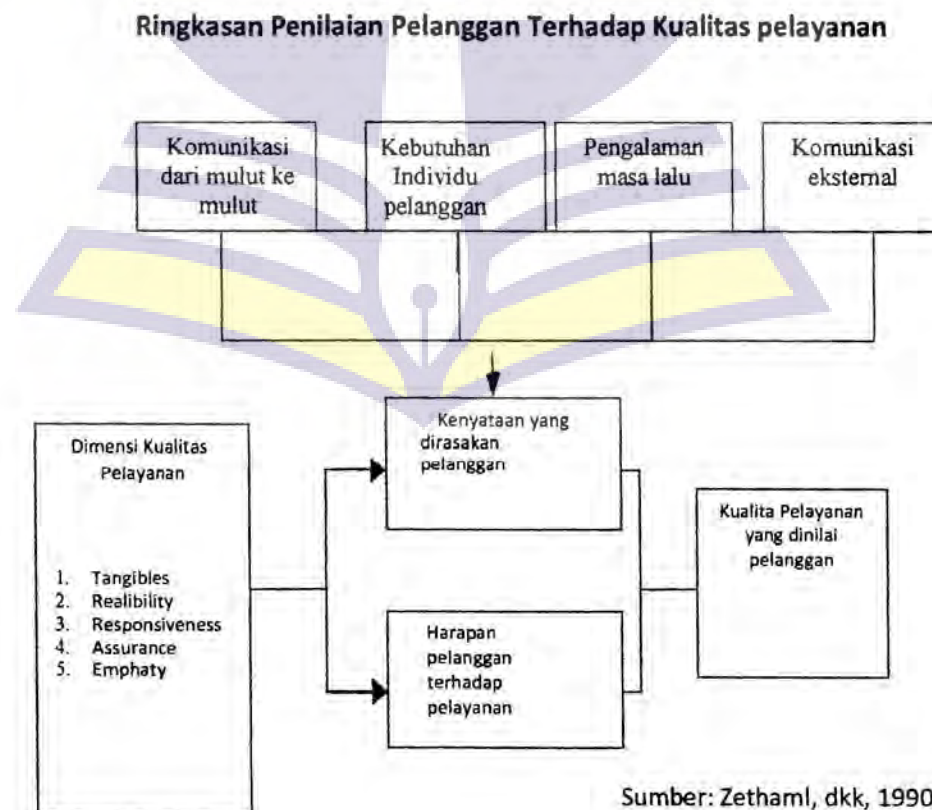 Ringkasan Penilaian Pelanggan Terhadap Kualitas pelayanan
Komunikasi
dari mulut ke
mulut
Kebutuhan
Individu
pelanggan
Pengalaman
masa lalu
Komunikasi
eksternal
Dimensi Kualitas
Pelayanan
1. Tangibles
2. Realibility
3. Responsiveness
4. Assurance
5. Emphaty
Kenyataan yang
dirasakan
pelanggan
Harapan
pelanggan
terhadap
pelayanan
Kualita Pelayanan
yang dinilai
pelanggan
Sumber: Zethaml, dkk, 1990